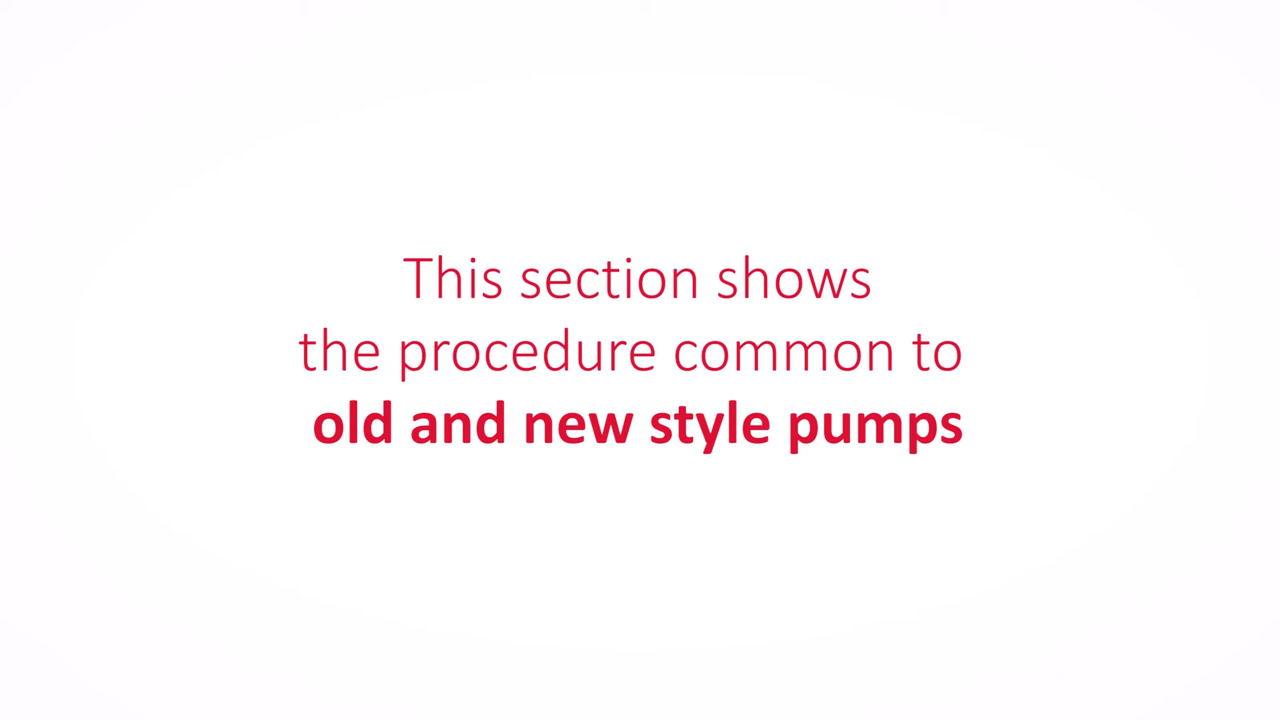 This section shows
the procedure common to
old and new style pumps